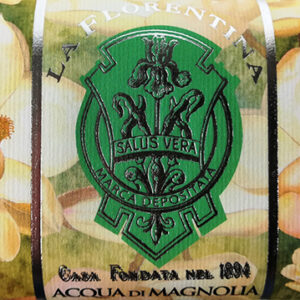 LA FLORENTINA
SALUS VERA
MARCA DEPOSITATA
CASA FONDATA NEL 1894
ACQUA DI MAGNOLIA